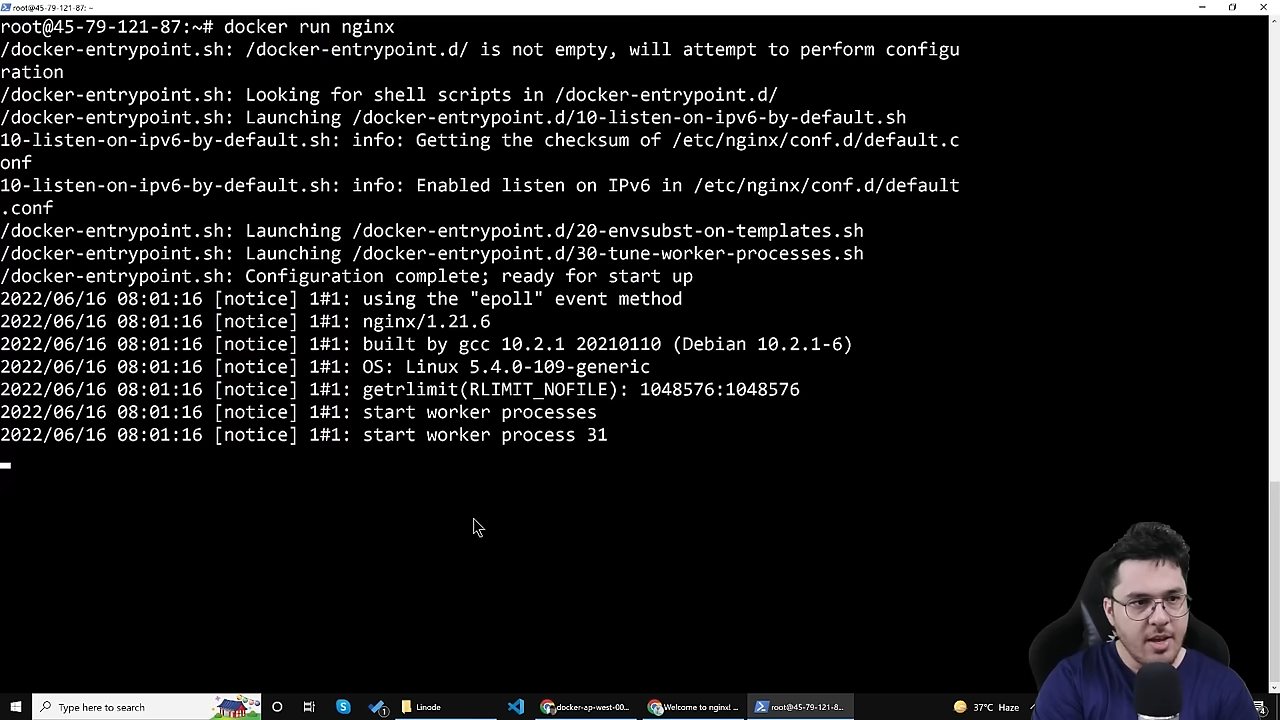 root@45-79-121-87: ~
root@45-79-121-87:~# docker run nginx
/docker-entrypoint.sh: /docker-entrypoint.d/ is not empty, will attempt to perform configu
ration
/docker-entrypoint.sh: Looking for shell scripts in /docker-entrypoint.d/
/docker-entrypoint.sh: Launching /docker-entrypoint.d/10-listen-on-ipv6-by-default.sh
10-listen-on-ipv6-by-default.sh: info: Getting the checksum of /etc/nginx/conf.d/default.c
onf
10-listen-on-ipv6-by-default.sh: info: Enabled listen on IPv6 in /etc/nginx/conf.d/default
.conf
/docker-entrypoint.sh: Launching /docker-entrypoint.d/20-envsubst-on-templates.sh
/docker-entrypoint.sh: Launching /docker-entrypoint.d/30-tune-worker-processes.sh
/docker-entrypoint.sh: Configuration complete; ready for start up
2022/06/16 08:01:16 [notice] 1#1: using the "epoll" event method
2022/06/16 08:01:16 [notice] 1#1: nginx/1.21.6
2022/06/16 08:01:16 [notice] 1#1: built by gcc 10.2.1 20210110 (Debian 10.2.1-6)
2022/06/16 08:01:16 [notice] 1#1: OS: Linux 5.4.0-109-generic
2022/06/16 08:01:16 [notice] 1#1: getrlimit(RLIMIT_NOFILE): 1048576:1048576
2022/06/16 08:01:16 [notice] 1#1: start worker processes
2022/06/16 08:01:16 [notice] 1#1: start worker process 31
Type here to search 1 Linode docker-ap-west-00... Welcome to nginx! ... root@45-79-121-8... 37°C Haze